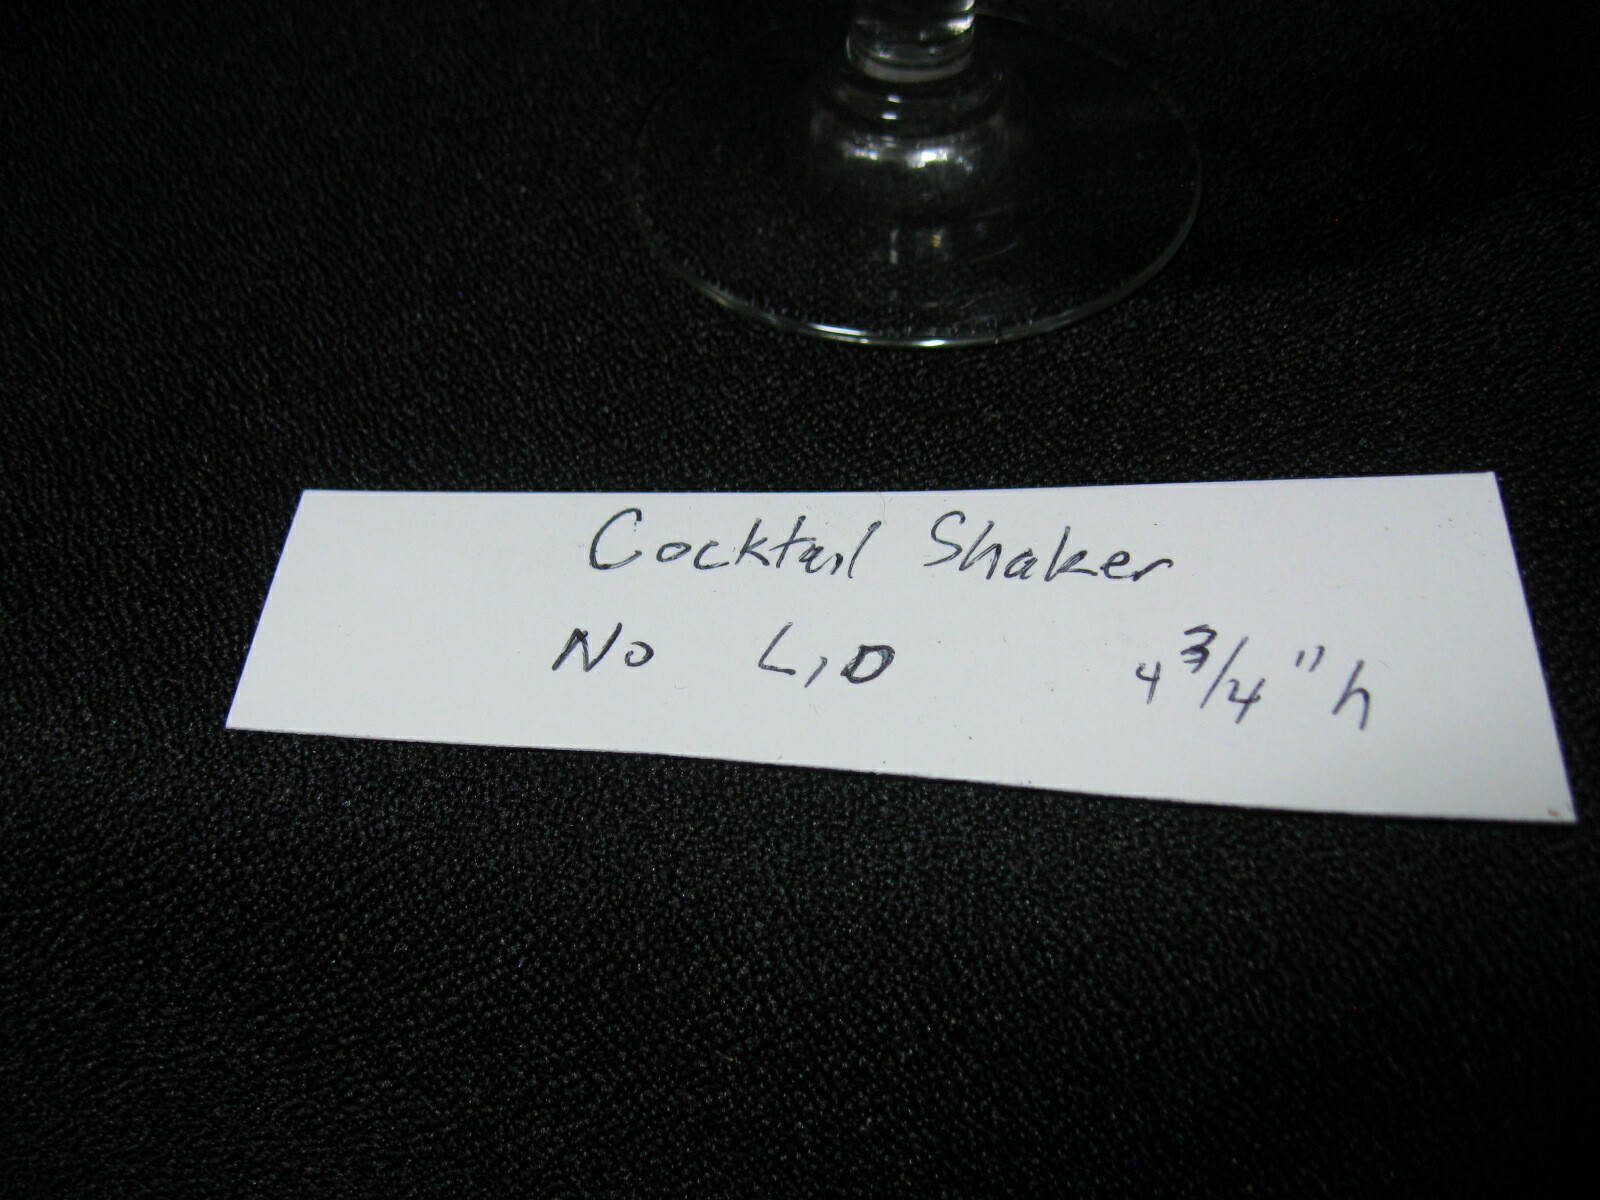 Cocktail Shaker
No LiD 4 3/4" h